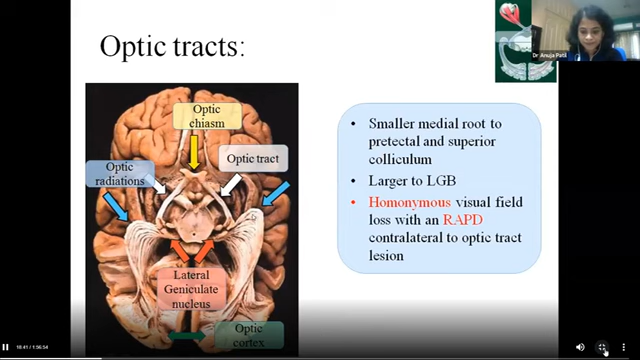 Optic tracts:
Dr Anuja Patil
Optic
chiasm
Optic tract
Optic
radiations
Lateral
Geniculate
nucleus
Optic
cortex
• Smaller medial root to
pretectal and superior
colliculum
• Larger to LGB
• Homonymous visual field
loss with an RAPD
contralateral to optic tract
lesion
18:41 / 1:56:54